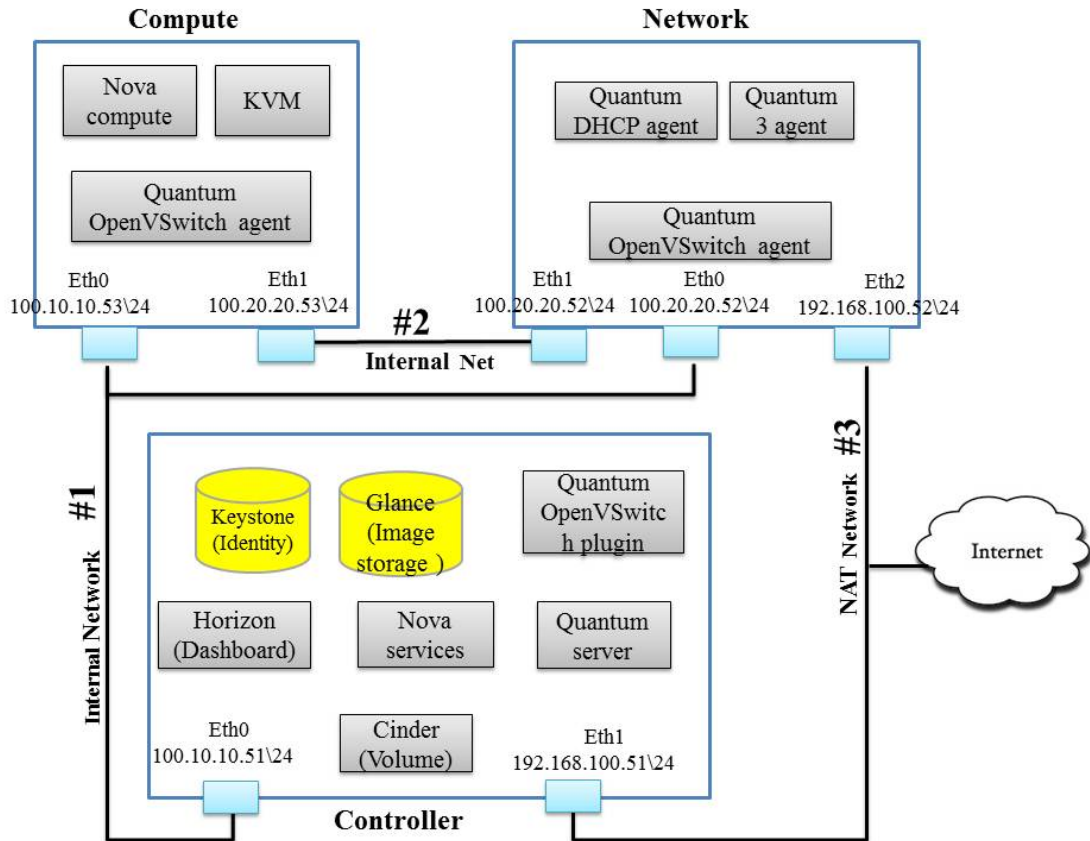 Compute
Network
Nova
compute
KVM
Quantum
OpenVSwitch agent
Eth0
100.10.10.53\24
Eth1
100.20.20.53\24
Quantum
DHCP agent
Quantum
3 agent
Quantum
OpenVSwitch agent
Eth1
100.20.20.52\24
Eth0
100.20.20.52\24
Eth2
192.168.100.52\24
#2
Internal Net
Internal Network #1
Keystone
(Identity)
Glance
(Image
storage )
Quantum
OpenVSwitc
h plugin
Horizon
(Dashboard)
Nova
services
Quantum
server
Eth0
100.10.10.51\24
Cinder
(Volume)
Eth1
192.168.100.51\24
Controller
NAT Network #3
Internet